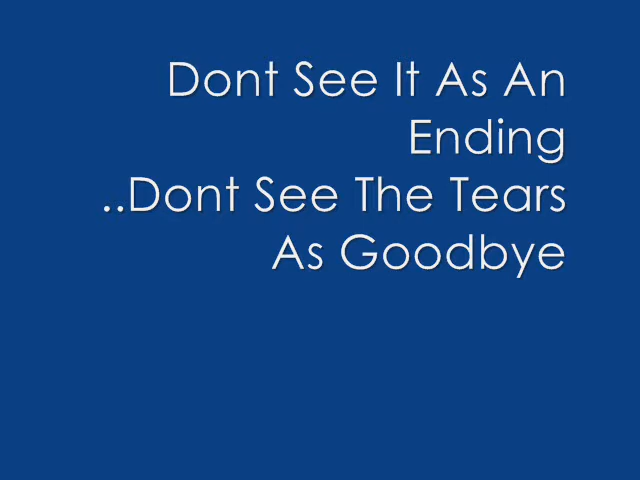 Dont See It As An
Ending
..Dont See The Tears
As Goodbye